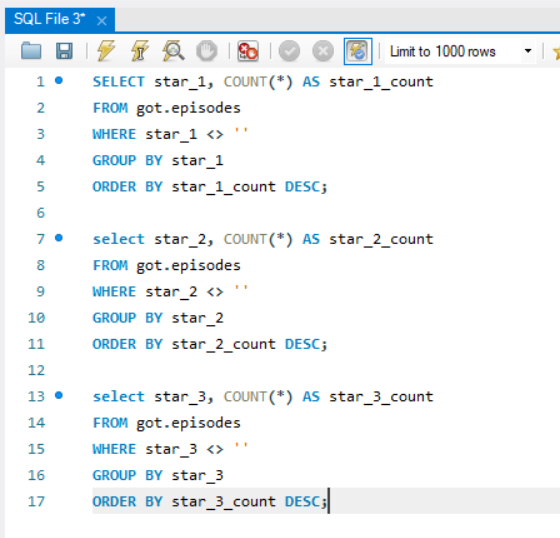 SQL File 3*
Limit to 1000 rows
1 SELECT star_1, COUNT(*) AS star_1_count
2 FROM got.episodes
3 WHERE star_1 <> ''
4 GROUP BY star_1
5 ORDER BY star_1_count DESC;
6
7 select star_2, COUNT(*) AS star_2_count
8 FROM got.episodes
9 WHERE star_2 <> ''
10 GROUP BY star_2
11 ORDER BY star_2_count DESC;
12
13 select star_3, COUNT(*) AS star_3_count
14 FROM got.episodes
15 WHERE star_3 <> ''
16 GROUP BY star_3
17 ORDER BY star_3_count DESC;